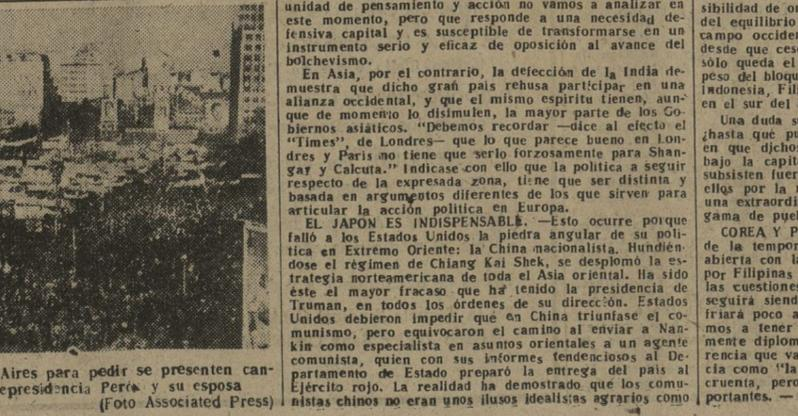 Aires para pedir se presenten can-
epresidencia Perón y su esposa
(Foto Associated Press)
unidad de pensamiento y acción no vamos a analizar en
este momento, pero que responde a una necesidad de-
fensiva capital y es susceptible de transformarse en un
instrumento serio y eficaz de oposición al avance del
bolchevismo.
En Asia, por el contrario, la defección de la India de-
muestra que dicho gran país rehusa participar en una
alianza occidental, y que el mismo espíritu tienen, aun-
que de momento lo disimulen, la mayor parte de los Go-
biernos asiáticos. "Debemos recordar —dice al efecto el
"Times", de Londres— que lo que parece bueno en Lon-
dres y París no tiene que serlo forzosamente para Shan-
gay y Calcuta." Indícase con ello que la política a seguir
respecto de la expresada zona, tiene que ser distinta y
basada en argumentos diferentes de los que sirven para
articular la acción política en Europa.
EL JAPON ES INDISPENSABLE. —Esto ocurre porque
falló a los Estados Unidos la piedra angular de su polí-
tica en Extremo Oriente: la China nacionalista. Hundién-
dose el régimen de Chiang Kai Shek, se desplomó la es-
trategia norteamericana de toda el Asia oriental. Ha sido
éste el mayor fracaso que ha tenido la presidencia de
Truman, en todos los órdenes de su dirección. Estados
Unidos debieron impedir que en China triunfase el co-
munismo, pero equivocaron el camino al enviar a Nan-
kin como especialista en asuntos orientales a un agente
comunista, quien con sus informes tendenciosos al De-
partamento de Estado preparó la entrega del país al
Ejército rojo. La realidad ha demostrado que los comu-
nistas chinos no eran unos ilusos idealistas agrarios como
sibilidad de
del equilibrio
campo occiden
desde que ces
sólo queda el
peso del bloqu
Indonesia, Fili
en el sur del
Una duda s
¿hasta qué pu
en que dichos
bajo la capit
subsisten fuer
ellos por la
una extraordi
gama de pue
COREA Y P
de la tempor
abierta con l
por Filipinas
las cuestione
seguirá siend
friará poco a
mos a tener
mente diplom
rencia que va
cía como "la
cruenta, pero
portantes. —